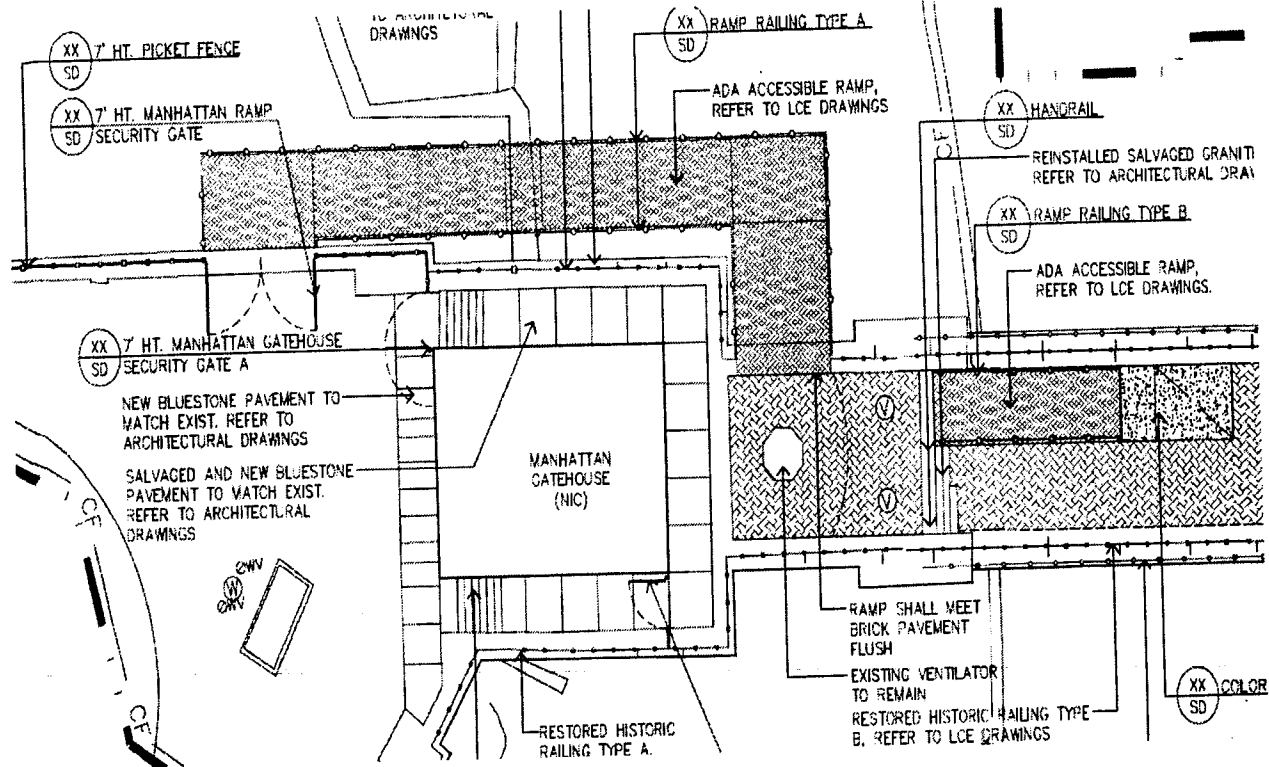 TO ARCHITETURAL
DRAWINGS
XX
SD
7' HT. PICKET FENCE
XX
SD
7' HT. MANHATTAN RAMP
SECURITY GATE
XX
SD
RAMP RAILING TYPE A
ADA ACCESSIBLE RAMP,
REFER TO LCE DRAWINGS
XX
SD
HANDRAIL
CF
REINSTALLED SALVAGED GRANIT
REFER TO ARCHITECTURAL DRA
XX
SD
RAMP RAILING TYPE B
ADA ACCESSIBLE RAMP,
REFER TO LCE DRAWINGS.
XX
SD
7' HT. MANHATTAN GATEHOUSE
SECURITY GATE A
NEW BLUESTONE PAVEMENT TO
MATCH EXIST. REFER TO
ARCHITECTURAL DRAWINGS
SALVAGED AND NEW BLUESTONE
PAVEMENT TO MATCH EXIST.
REFER TO ARCHITECTURAL
DRAWINGS
MANHATTAN
GATEHOUSE
(NIC)
V
V
CF
WV
W
WV
CF
RAMP SHALL MEET
BRICK PAVEMENT
FLUSH
EXISTING VENTILATOR
TO REMAIN
RESTORED HISTORIC RAILING TYPE
B. REFER TO LCE DRAWINGS
XX
SD
COLOR
RESTORED HISTORIC
RAILING TYPE A.